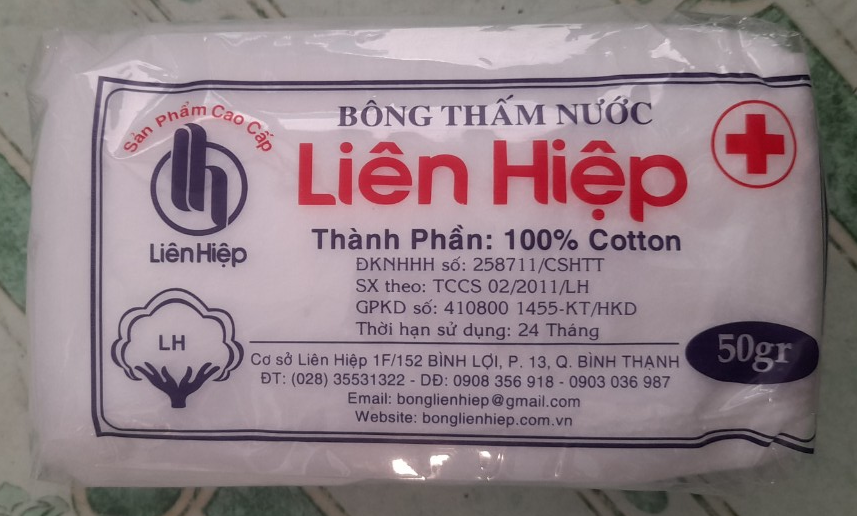 Sản Phẩm Cao Cấp
Liên Hiệp
LH
BÔNG THẤM NƯỚC
Liên Hiệp
Thành Phần: 100% Cotton
ĐKNHHH số: 258711/CSHTT
SX theo: TCCS 02/2011/LH
GPKD số: 410800 1455-KT/HKD
Thời hạn sử dụng: 24 Tháng
50gr
Cơ sở Liên Hiệp 1F/152 BÌNH LỢI, P. 13, Q. BÌNH THẠNH
ĐT: (028) 35531322 - DĐ: 0908 356 918 - 0903 036 987
Email: bonglienhiep@gmail.com
Website: bonglienhiep.com.vn